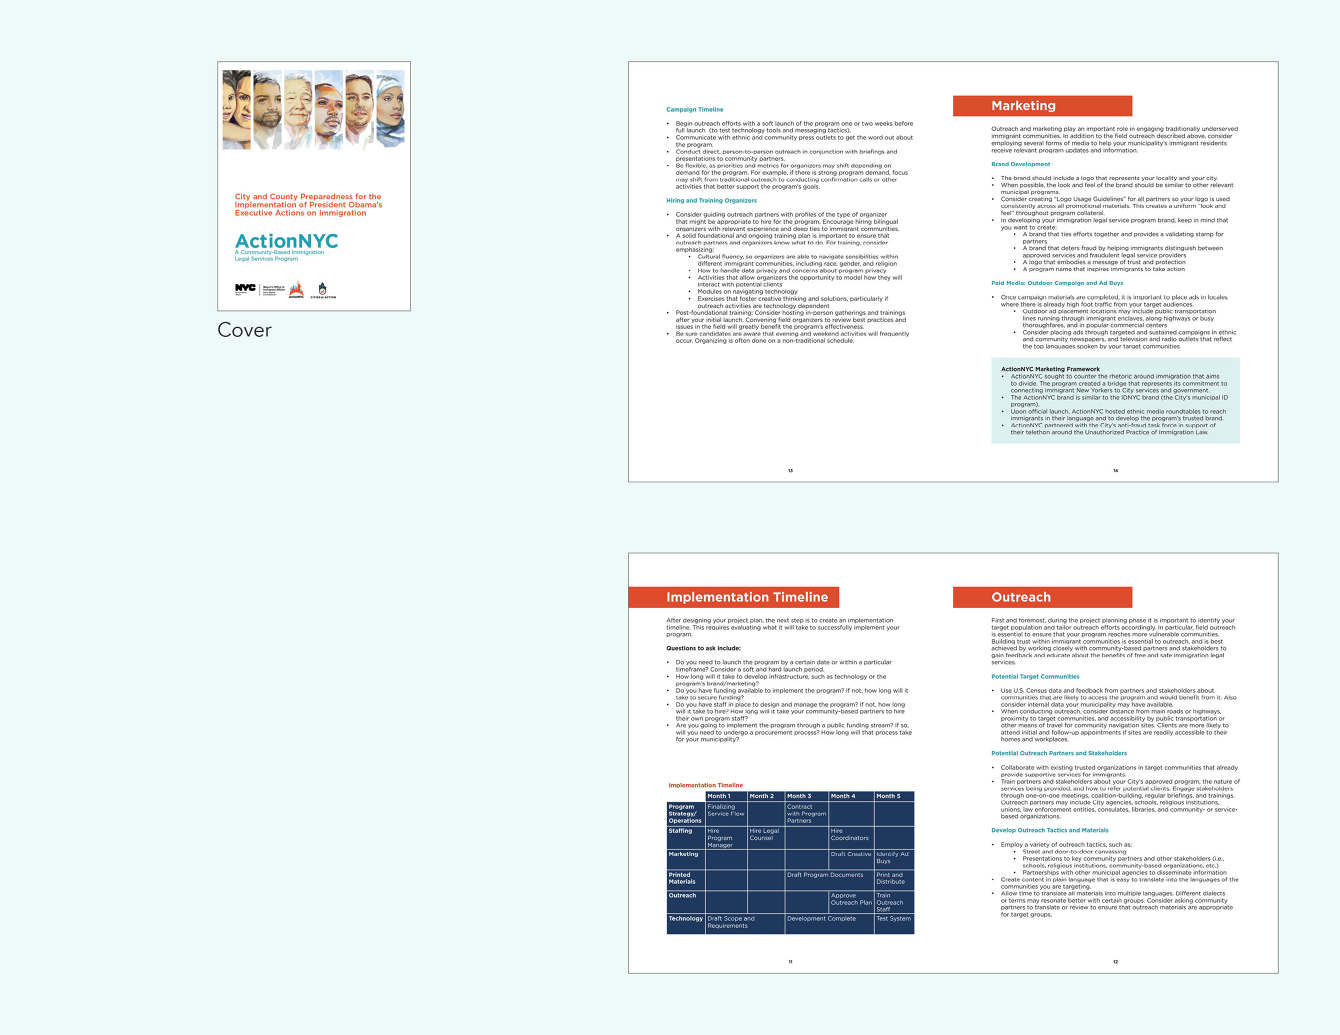 City and County Preparedness for the
Implementation of President Obama's
Executive Actions on Immigration
ActionNYC
A Community-Based Immigration
Legal Services Program
NYC
Cover
Campaign Timeline
• Begin outreach efforts with a soft launch of the program one or two weeks before
full launch (to test technology tools and messaging tactics).
• Communicate with ethnic and community press outlets to get the word out about
the program.
• Conduct direct, person-to-person outreach in conjunction with briefings and
presentations to community partners.
• Be flexible, as priorities and metrics for organizers may shift depending on
demand for the program. For example, if there is strong program demand, focus
may shift from traditional outreach to conducting confirmation calls or other
activities that better support the program's goals.
Hiring and Training Organizers
• Consider guiding outreach partners with profiles of the type of organizer
that might be appropriate to hire for the program. Encourage hiring bilingual
organizers with relevant experience and deep ties to immigrant communities.
• A solid foundational and ongoing training plan is important to ensure that
outreach partners and organizers know what to do. For training, consider
emphasizing:
• Cultural fluency, so organizers are able to navigate sensibilities within
different immigrant communities, including race, gender, and religion
• How to handle data privacy and concerns about program privacy
• Activities that allow organizers the opportunity to model how they will
interact with potential clients
• Modules on navigating technology
• Exercises that foster creative thinking and solutions, particularly if
outreach activities are technology dependent
• Post-foundational training: Consider hosting in-person gatherings and trainings
after your initial launch. Convening field organizers to review best practices and
issues in the field will greatly benefit the program's effectiveness.
• Be sure candidates are aware that evening and weekend activities will frequently
occur. Organizing is often done on a non-traditional schedule.
13
Marketing
Outreach and marketing play an important role in engaging traditionally underserved
immigrant communities. In addition to the field outreach described above, consider
employing several forms of media to help your municipality's immigrant residents
receive relevant program updates and information.
Brand Development
• The brand should include a logo that represents your locality and your city.
• When possible, the look and feel of the brand should be similar to other relevant
municipal programs.
• Consider creating "Logo Usage Guidelines" for all partners so your logo is used
consistently across all promotional materials. This creates a uniform "look and
feel" throughout program collateral.
• In developing your immigration legal service program brand, keep in mind that
you want to create:
• A brand that ties efforts together and provides a validating stamp for
partners
• A brand that deters fraud by helping immigrants distinguish between
approved services and fraudulent legal service providers
• A logo that embodies a message of trust and protection
• A program name that inspires immigrants to take action
Paid Media: Outdoor Campaign and Ad Buys
• Once campaign materials are completed, it is important to place ads in locales
where there is already high foot traffic from your target audiences.
• Outdoor ad placement locations may include public transportation
lines running through immigrant enclaves, along highways or busy
thoroughfares, and in popular commercial centers
• Consider placing ads through targeted and sustained campaigns in ethnic
and community newspapers, and television and radio outlets that reflect
the top languages spoken by your target communities
ActionNYC Marketing Framework
• ActionNYC sought to counter the rhetoric around immigration that aims
to divide. The program created a bridge that represents its commitment to
connecting immigrant New Yorkers to City services and government.
• The ActionNYC brand is similar to the IDNYC brand (the City's municipal ID
program).
• Upon official launch, ActionNYC hosted ethnic media roundtables to reach
immigrants in their language and to develop the program's trusted brand.
• ActionNYC partnered with the City's anti-fraud task force in support of
their telethon around the Unauthorized Practice of Immigration Law.
14
Implementation Timeline
After designing your project plan, the next step is to create an implementation
timeline. This requires evaluating what it will take to successfully implement your
program.
Questions to ask include:
• Do you need to launch the program by a certain date or within a particular
timeframe? Consider a soft and hard launch period.
• How long will it take to develop infrastructure, such as technology or the
program's brand/marketing?
• Do you have funding available to implement the program? If not, how long will it
take to secure funding?
• Do you have staff in place to design and manage the program? If not, how long
will it take to hire? How long will it take your community-based partners to hire
their own program staff?
• Are you going to implement the program through a public funding stream? If so,
will you need to undergo a procurement process? How long will that process take
for your municipality?
Implementation Timeline
Month 1 Month 2 Month 3 Month 4 Month 5
Program Strategy/ Operations Finalizing Service Flow Contract with Program Partners
Staffing Hire Program Manager Hire Legal Counsel Hire Coordinators
Marketing Draft Creative Identify Ad Buys
Printed Materials Draft Program Documents Print and Distribute
Outreach Approve Outreach Plan Train Outreach Staff
Technology Draft Scope and Requirements Development Complete Test System
11
Outreach
First and foremost, during the project planning phase it is important to identify your
target population and tailor outreach efforts accordingly. In particular, field outreach
is essential to ensure that your program reaches more vulnerable communities.
Building trust within immigrant communities is essential to outreach, and is best
achieved by working closely with community-based partners and stakeholders to
gain feedback and educate about the benefits of free and safe immigration legal
services.
Potential Target Communities
• Use U.S. Census data and feedback from partners and stakeholders about
communities that are likely to access the program and would benefit from it. Also
consider internal data your municipality may have available.
• When conducting outreach, consider distance from main roads or highways,
proximity to target communities, and accessibility by public transportation or
other means of travel for community navigation sites. Clients are more likely to
attend initial and follow-up appointments if sites are readily accessible to their
homes and workplaces.
Potential Outreach Partners and Stakeholders
• Collaborate with existing trusted organizations in target communities that already
provide supportive services for immigrants.
• Train partners and stakeholders about your City's approved program, the nature of
services being provided, and how to refer potential clients. Engage stakeholders
through one-on-one meetings, coalition-building, regular briefings, and trainings.
Outreach partners may include City agencies, schools, religious institutions,
unions, law enforcement entities, consulates, libraries, and community- or service-
based organizations.
Develop Outreach Tactics and Materials
• Employ a variety of outreach tactics, such as:
• Street and door-to-door canvassing
• Presentations to key community partners and other stakeholders (i.e.,
schools, religious institutions, community-based organizations, etc.)
• Partnerships with other municipal agencies to disseminate information
• Create content in plain language that is easy to translate into the languages of the
communities you are targeting.
• Allow time to translate all materials into multiple languages. Different dialects
or terms may resonate better with certain groups. Consider asking community
partners to translate or review to ensure that outreach materials are appropriate
for target groups.
12